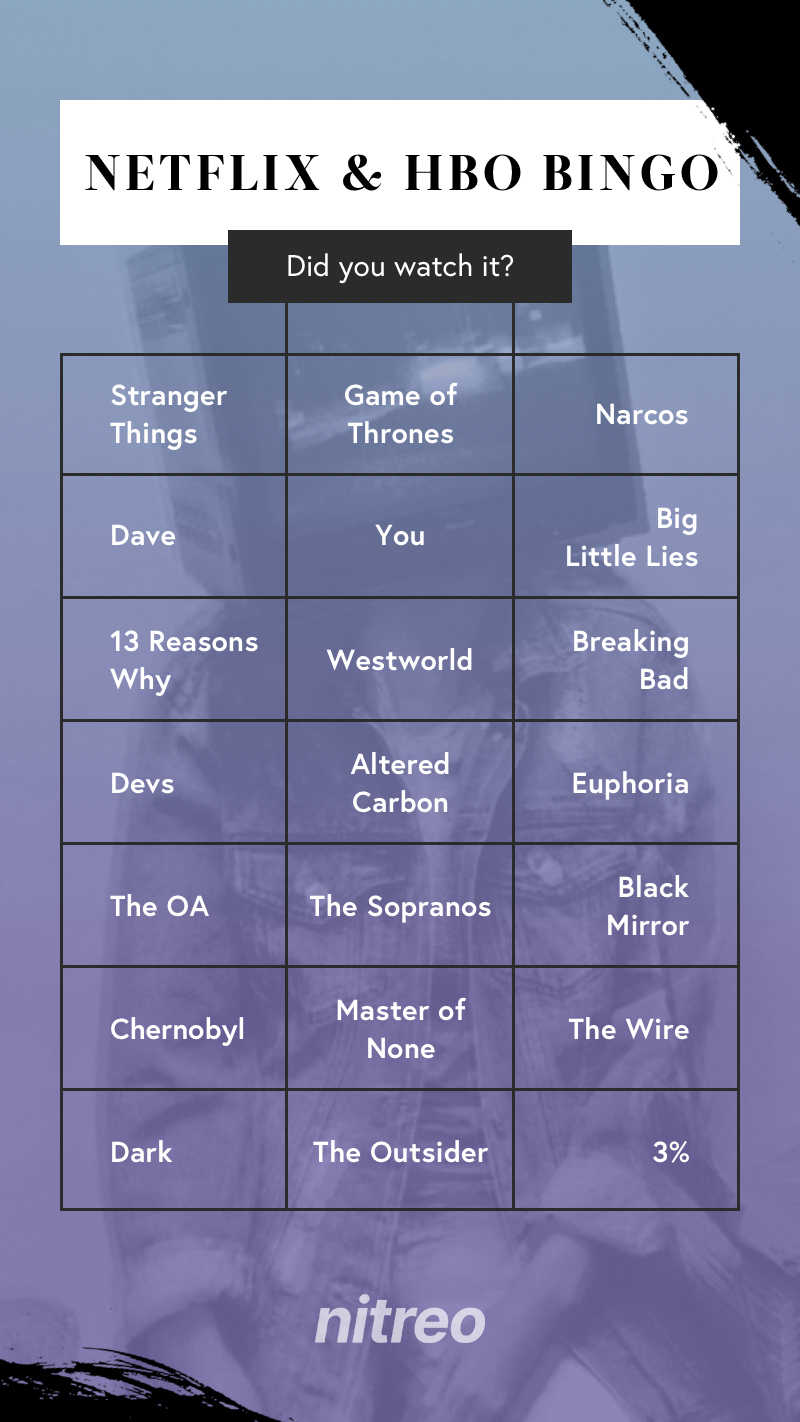 NETFLIX & HBO BINGO
Did you watch it?
Stranger
Things
Game of
Thrones
Narcos
Dave
You
Big
Little Lies
13 Reasons
Why
Westworld
Breaking
Bad
Devs
Altered
Carbon
Euphoria
The OA
The Sopranos
Black
Mirror
Chernobyl
Master of
None
The Wire
Dark
The Outsider
3%
nitreo